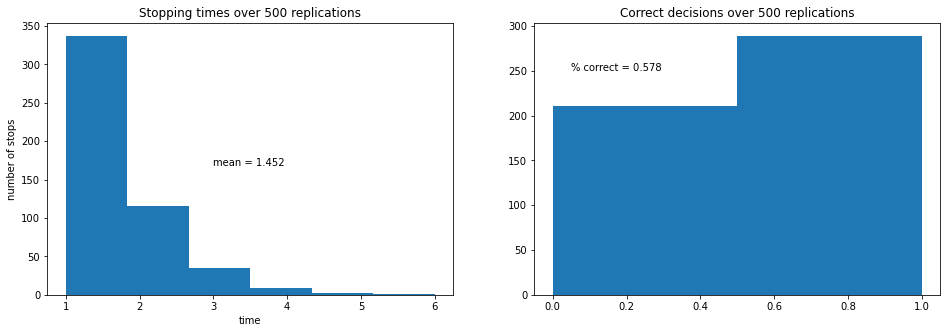 Stopping times over 500 replications
350
300
250
200
150
100
50
0
number of stops
mean = 1.452
1 2 3 4 5 6
time
Correct decisions over 500 replications
300
250
200
150
100
50
0
% correct = 0.578
0.0 0.2 0.4 0.6 0.8 1.0